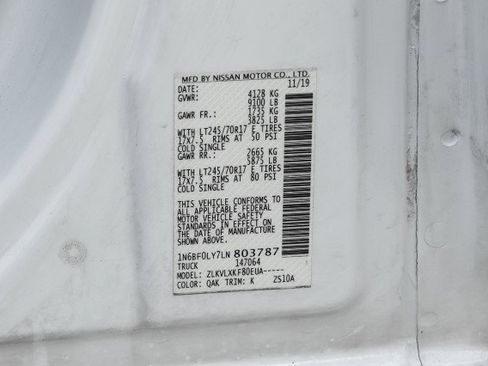 MFD BY NISSAN MOTOR CO., LTD.
DATE: 11/19
GVWR: 4128 KG
9100 LB
GAWR FR.: 1735 KG
3825 LB
WITH LT245/70R17 E TIRES
17X7.5 RIMS AT 50 PSI
COLD SINGLE
GAWR RR.: 2665 KG
5875 LB
WITH LT245/70R17 E TIRES
17X7.5 RIMS AT 80 PSI
COLD SINGLE
THIS VEHICLE CONFORMS TO
ALL APPLICABLE FEDERAL
MOTOR VEHICLE SAFETY
STANDARDS IN EFFECT ON
THE DATE OF MANUFACTURE
SHOWN ABOVE.
1N6BF0LY7LN 803787
TRUCK 147064
MODEL: ZLKVLXKF80EUA-----
COLOR: QAK TRIM: K ZS10A